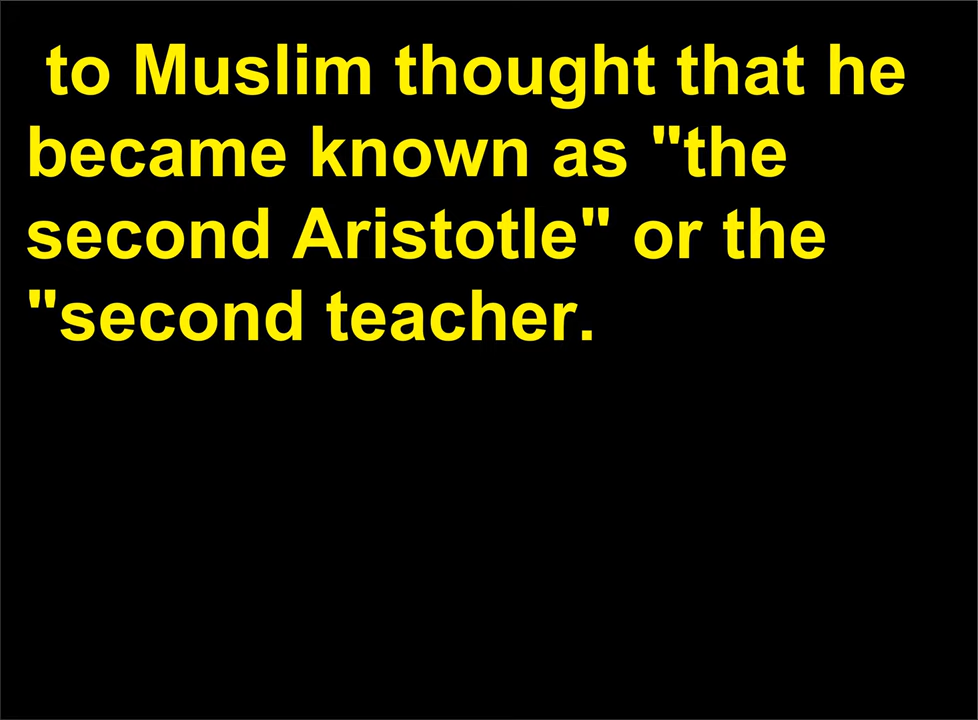 to Muslim thought that he
became known as "the
second Aristotle" or the
"second teacher.